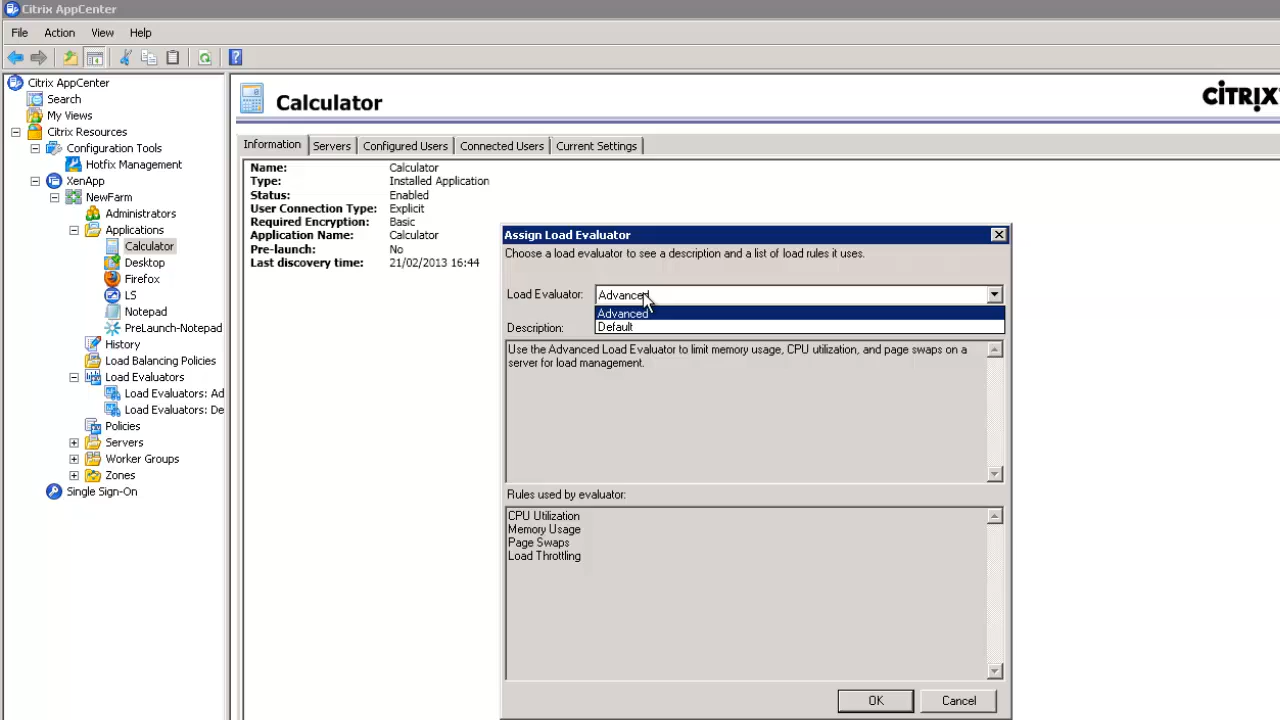 Citrix AppCenter
File Action View Help
Citrix AppCenter
Search
My Views
Citrix Resources
Configuration Tools
Hotfix Management
XenApp
NewFarm
Administrators
Applications
Calculator
Desktop
Firefox
LS
Notepad
PreLaunch-Notepad
History
Load Balancing Policies
Load Evaluators
Load Evaluators: Ad
Load Evaluators: De
Policies
Servers
Worker Groups
Zones
Single Sign-On
Calculator
CITRIX
Information Servers Configured Users Connected Users Current Settings
Name: Calculator
Type: Installed Application
Status: Enabled
User Connection Type: Explicit
Required Encryption: Basic
Application Name: Calculator
Pre-launch: No
Last discovery time: 21/02/2013 16:44
Assign Load Evaluator
Choose a load evaluator to see a description and a list of load rules it uses.
Load Evaluator: Advanced
Advanced
Default
Description:
Use the Advanced Load Evaluator to limit memory usage, CPU utilization, and page swaps on a
server for load management.
Rules used by evaluator:
CPU Utilization
Memory Usage
Page Swaps
Load Throttling
OK Cancel